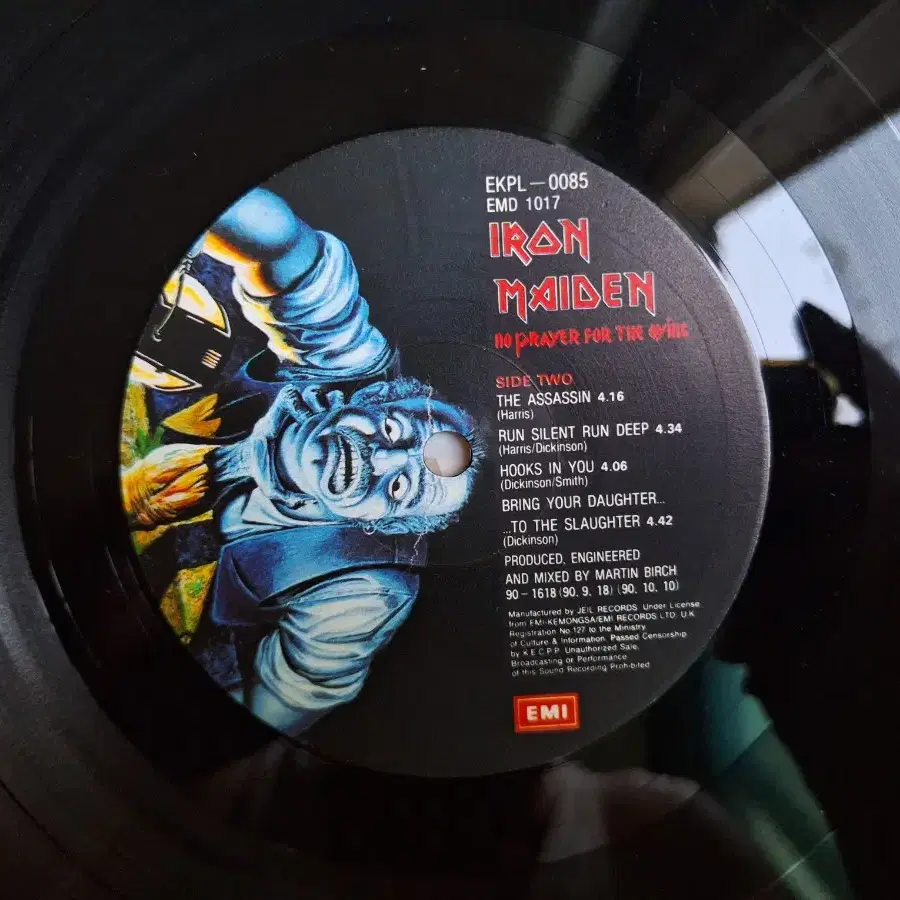 EKPL-0085
EMD 1017
IRON
MAIDEN
NO PRAYER FOR THE DYING
SIDE TWO
THE ASSASSIN 4.16
(Harris)
RUN SILENT RUN DEEP 4.34
(Harris/Dickinson)
HOOKS IN YOU 4.06
(Dickinson/Smith)
BRING YOUR DAUGHTER...
...TO THE SLAUGHTER 4.42
(Dickinson)
PRODUCED, ENGINEERED
AND MIXED BY MARTIN BIRCH
90-1618 (90. 9. 18) (90. 10. 10)
Manufactured by JEIL RECORDS Under License
from EMI-KEMONGSA/EMI RECORDS LTD. U.K
Registration No.127 to the Ministry
of Culture & Information. Passed Censorship
by K.E.C.P.P. Unauthorized Sale,
Broadcasting or Performance
of this Sound Recording Prohibited
EMI